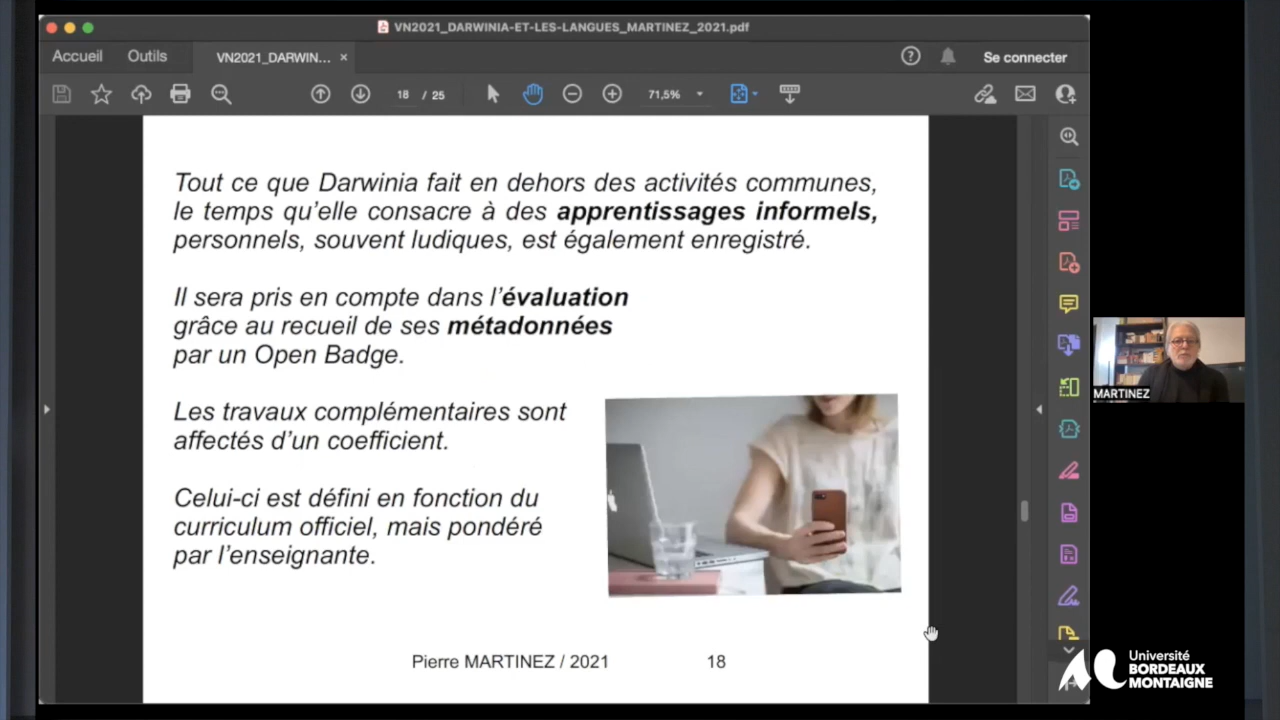 VN2021_DARWINIA-ET-LES-LANGUES_MARTINEZ_2021.pdf
Accueil
Outils
VN2021_DARWIN...
Se connecter
18 / 25
71,5%
Tout ce que Darwinia fait en dehors des activités communes,
le temps qu'elle consacre à des apprentissages informels,
personnels, souvent ludiques, est également enregistré.
Il sera pris en compte dans l'évaluation
grâce au recueil de ses métadonnées
par un Open Badge.
Les travaux complémentaires sont
affectés d'un coefficient.
Celui-ci est défini en fonction du
curriculum officiel, mais pondéré
par l'enseignante.
Pierre MARTINEZ / 2021
18
MARTINEZ
Université
BORDEAUX
MONTAIGNE